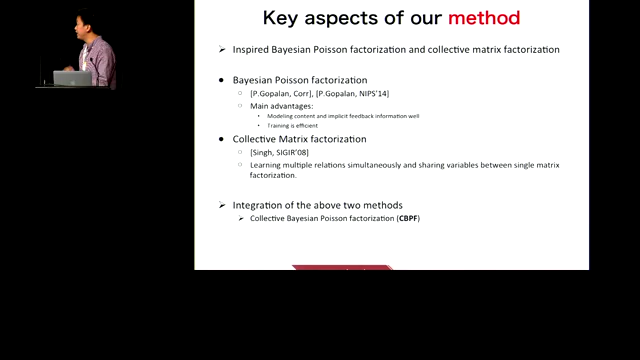 Key aspects of our method
Inspired Bayesian Poisson factorization and collective matrix factorization
Bayesian Poisson factorization
[P.Gopalan, Corr], [P.Gopalan, NIPS'14]
Main advantages:
Modeling content and implicit feedback information well
Training is efficient
Collective Matrix factorization
[Singh, SIGIR'08]
Learning multiple relations simultaneously and sharing variables between single matrix
factorization.
Integration of the above two methods
Collective Bayesian Poisson factorization (CBPF)